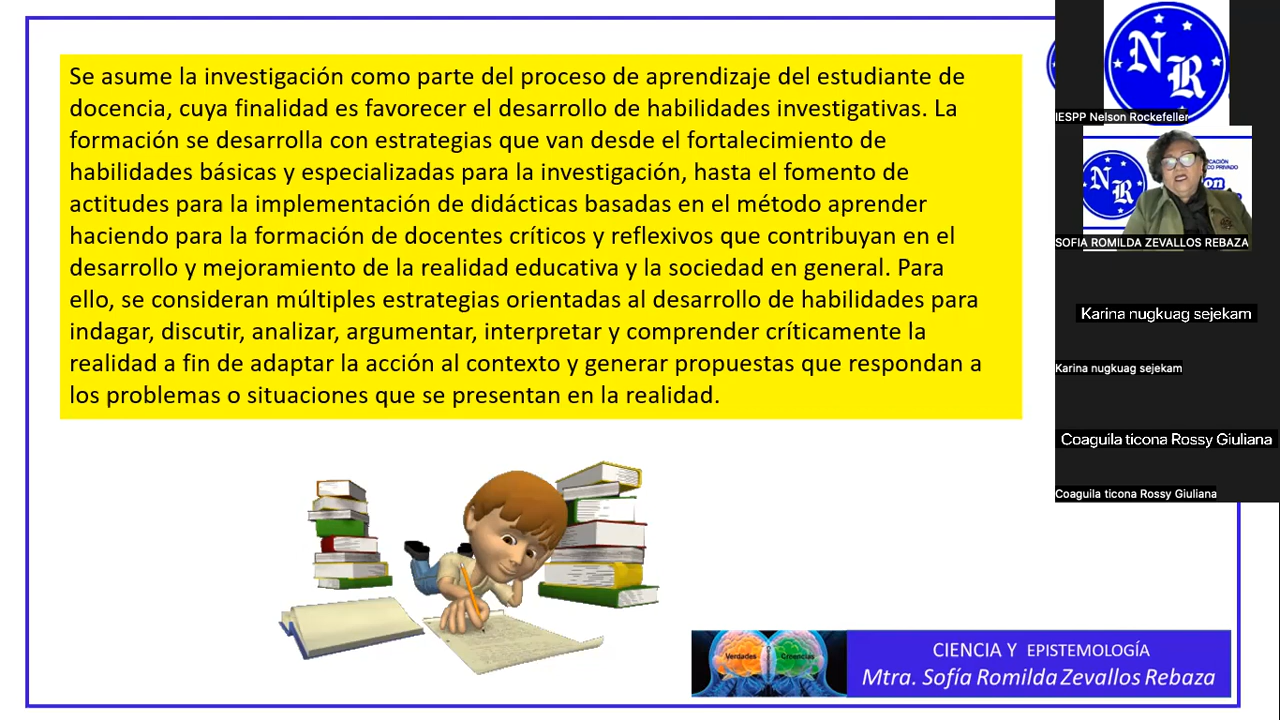 Se asume la investigación como parte del proceso de aprendizaje del estudiante de
docencia, cuya finalidad es favorecer el desarrollo de habilidades investigativas. La
formación se desarrolla con estrategias que van desde el fortalecimiento de
habilidades básicas y especializadas para la investigación, hasta el fomento de
actitudes para la implementación de didácticas basadas en el método aprender
haciendo para la formación de docentes críticos y reflexivos que contribuyan en el
desarrollo y mejoramiento de la realidad educativa y la sociedad en general. Para
ello, se consideran múltiples estrategias orientadas al desarrollo de habilidades para
indagar, discutir, analizar, argumentar, interpretar y comprender críticamente la
realidad a fin de adaptar la acción al contexto y generar propuestas que respondan a
los problemas o situaciones que se presentan en la realidad.
Verdades
Creencias
CIENCIA Y EPISTEMOLOGÍA
Mtra. Sofía Romilda Zevallos Rebaza
NR
IESPP Nelson Rockefeller
NR
SOFIA ROMILDA ZEVALLOS REBAZA
Karina nugkuag sejekam
Karina nugkuag sejekam
Coaguila ticona Rossy Giuliana
Coaguila ticona Rossy Giuliana